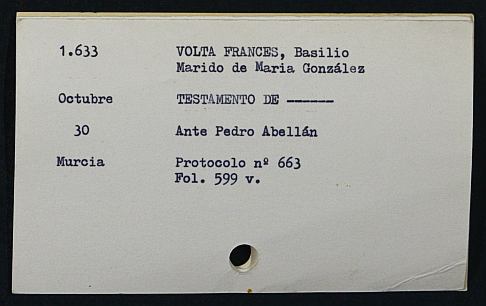 1.633 VOLTA FRANCES, Basilio
Marido de Maria González
Octubre TESTAMENTO DE ------
30 Ante Pedro Abellán
Murcia Protocolo nº 663
Fol. 599 v.